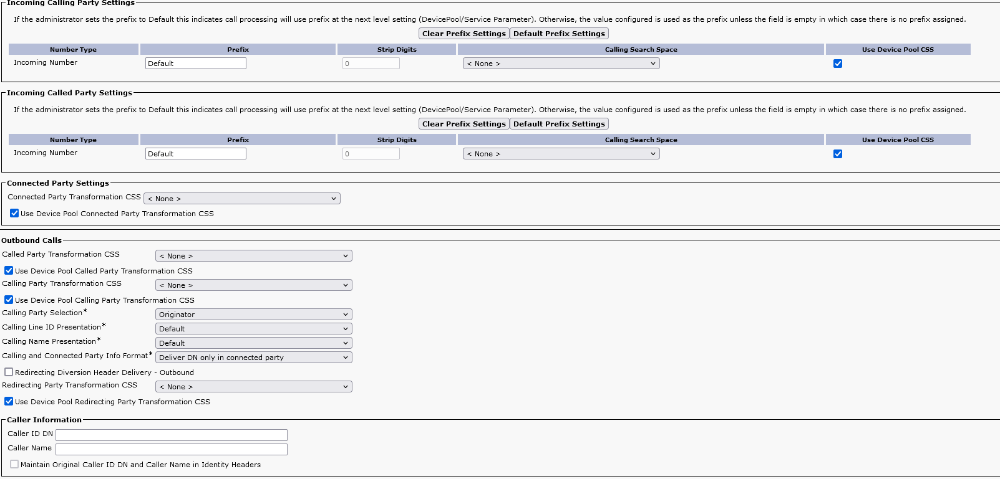 Incoming Calling Party Settings
If the administrator sets the prefix to Default this indicates call processing will use prefix at the next level setting (DevicePool/Service Parameter). Otherwise, the value configured is used as the prefix unless the field is empty in which case there is no prefix assigned.
Clear Prefix Settings Default Prefix Settings
Number Type Prefix Strip Digits Calling Search Space Use Device Pool CSS
Incoming Number Default 0 < None >
Incoming Called Party Settings
If the administrator sets the prefix to Default this indicates call processing will use prefix at the next level setting (DevicePool/Service Parameter). Otherwise, the value configured is used as the prefix unless the field is empty in which case there is no prefix assigned.
Clear Prefix Settings Default Prefix Settings
Number Type Prefix Strip Digits Calling Search Space Use Device Pool CSS
Incoming Number Default 0 < None >
Connected Party Settings
Connected Party Transformation CSS < None >
Use Device Pool Connected Party Transformation CSS
Outbound Calls
Called Party Transformation CSS < None >
Use Device Pool Called Party Transformation CSS
Calling Party Transformation CSS < None >
Use Device Pool Calling Party Transformation CSS
Calling Party Selection* Originator
Calling Line ID Presentation* Default
Calling Name Presentation* Default
Calling and Connected Party Info Format* Deliver DN only in connected party
Redirecting Diversion Header Delivery - Outbound
Redirecting Party Transformation CSS < None >
Use Device Pool Redirecting Party Transformation CSS
Caller Information
Caller ID DN
Caller Name
Maintain Original Caller ID DN and Caller Name in Identity Headers